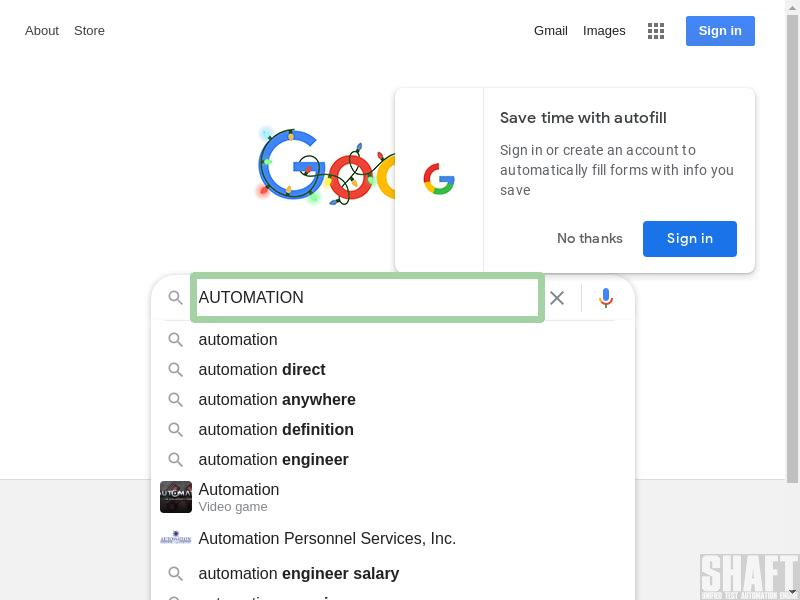 About Store Gmail Images Sign in
Save time with autofill
Sign in or create an account to
automatically fill forms with info you
save
No thanks Sign in
AUTOMATION
automation
automation direct
automation anywhere
automation definition
automation engineer
Automation
Video game
Automation Personnel Services, Inc.
automation engineer salary
SHAFT